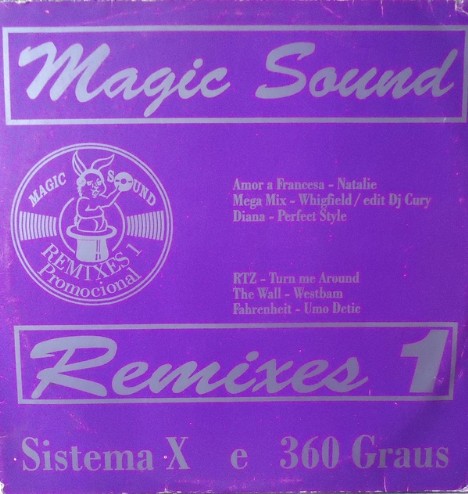 Magic Sound
MAGIC SOUND
REMIXES 1
Promocional
Amor a Francesa - Natalie
Mega Mix - Whigfield / edit Dj Cury
Diana - Perfect Style
RTZ - Turn me Around
The Wall - Westbam
Fahrenheit - Umo Detic
Remixes 1
Sistema X e 360 Graus